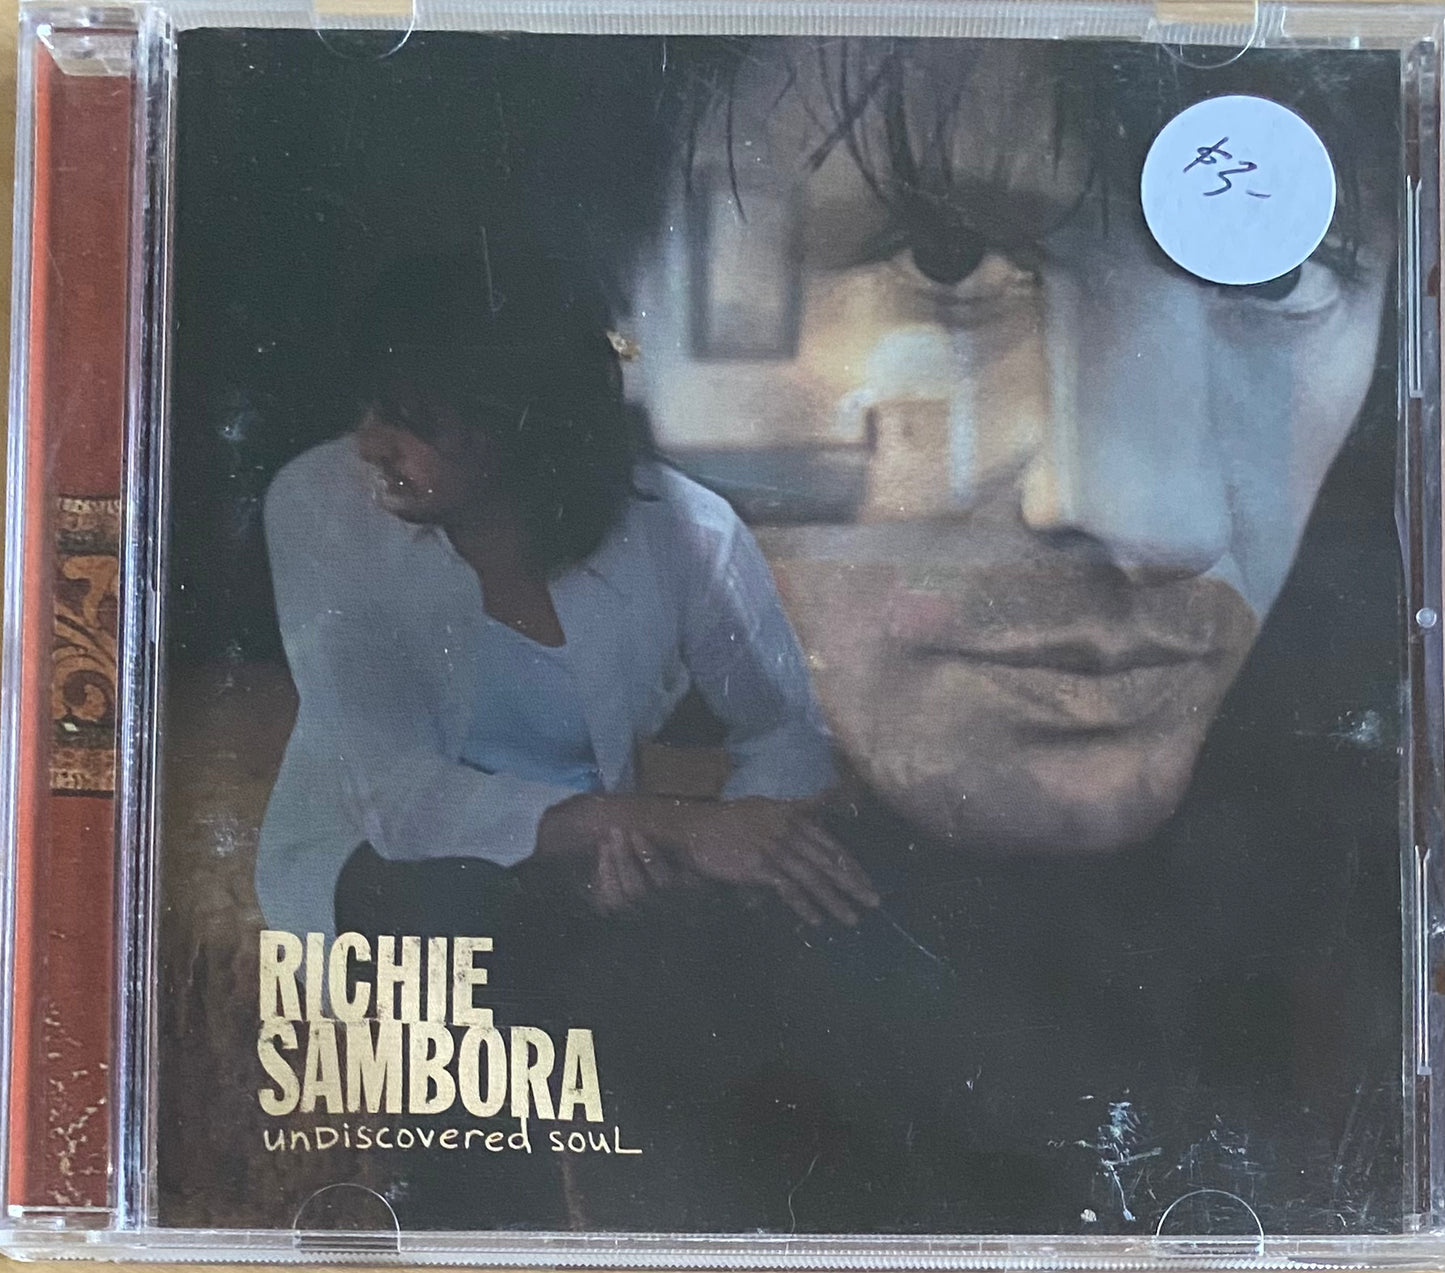 $3-
RICHIE
SAMBORA
unDiscovered souL